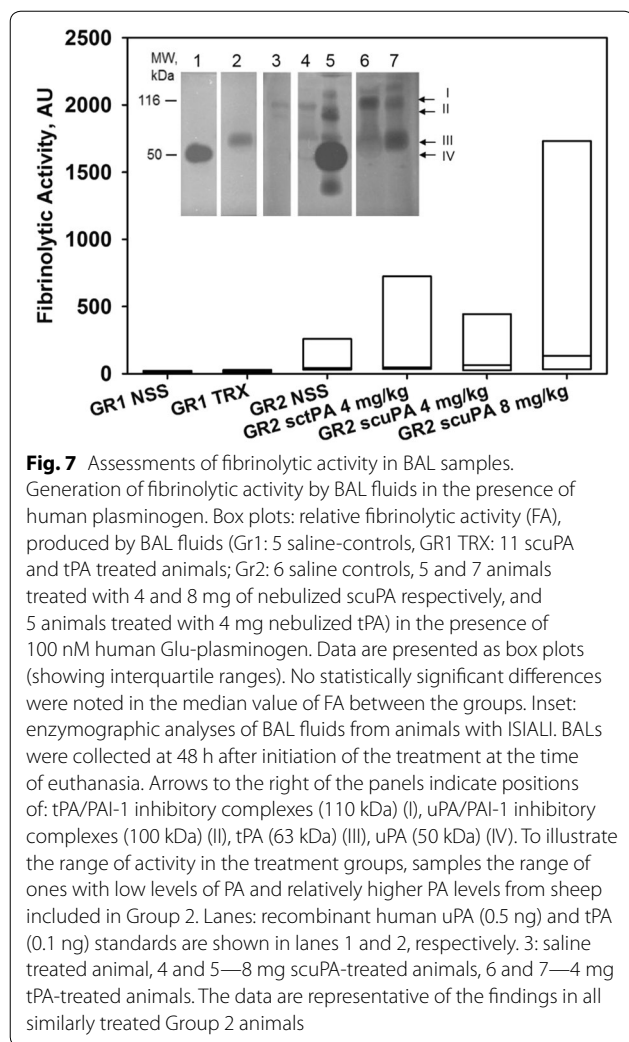 2500
2000
1500
1000
500
0
Fibrinolytic Activity, AU
MW, kDa
1 2 3 4 5 6 7
116
50
I
II
III
IV
GR1 NSS
GR1 TRX
GR2 NSS
GR2 sctPA 4 mg/kg
GR2 scuPA 4 mg/kg
GR2 scuPA 8 mg/kg
Fig. 7 Assessments of fibrinolytic activity in BAL samples.
Generation of fibrinolytic activity by BAL fluids in the presence of
human plasminogen. Box plots: relative fibrinolytic activity (FA),
produced by BAL fluids (Gr1: 5 saline-controls, GR1 TRX: 11 scuPA
and tPA treated animals; Gr2: 6 saline controls, 5 and 7 animals
treated with 4 and 8 mg of nebulized scuPA respectively, and
5 animals treated with 4 mg nebulized tPA) in the presence of
100 nM human Glu-plasminogen. Data are presented as box plots
(showing interquartile ranges). No statistically significant differences
were noted in the median value of FA between the groups. Inset:
enzymographic analyses of BAL fluids from animals with ISIALI. BALs
were collected at 48 h after initiation of the treatment at the time
of euthanasia. Arrows to the right of the panels indicate positions
of: tPA/PAI-1 inhibitory complexes (110 kDa) (I), uPA/PAI-1 inhibitory
complexes (100 kDa) (II), tPA (63 kDa) (III), uPA (50 kDa) (IV). To illustrate
the range of activity in the treatment groups, samples the range of
ones with low levels of PA and relatively higher PA levels from sheep
included in Group 2. Lanes: recombinant human uPA (0.5 ng) and tPA
(0.1 ng) standards are shown in lanes 1 and 2, respectively. 3: saline
treated animal, 4 and 5—8 mg scuPA-treated animals, 6 and 7—4 mg
tPA-treated animals. The data are representative of the findings in all
similarly treated Group 2 animals